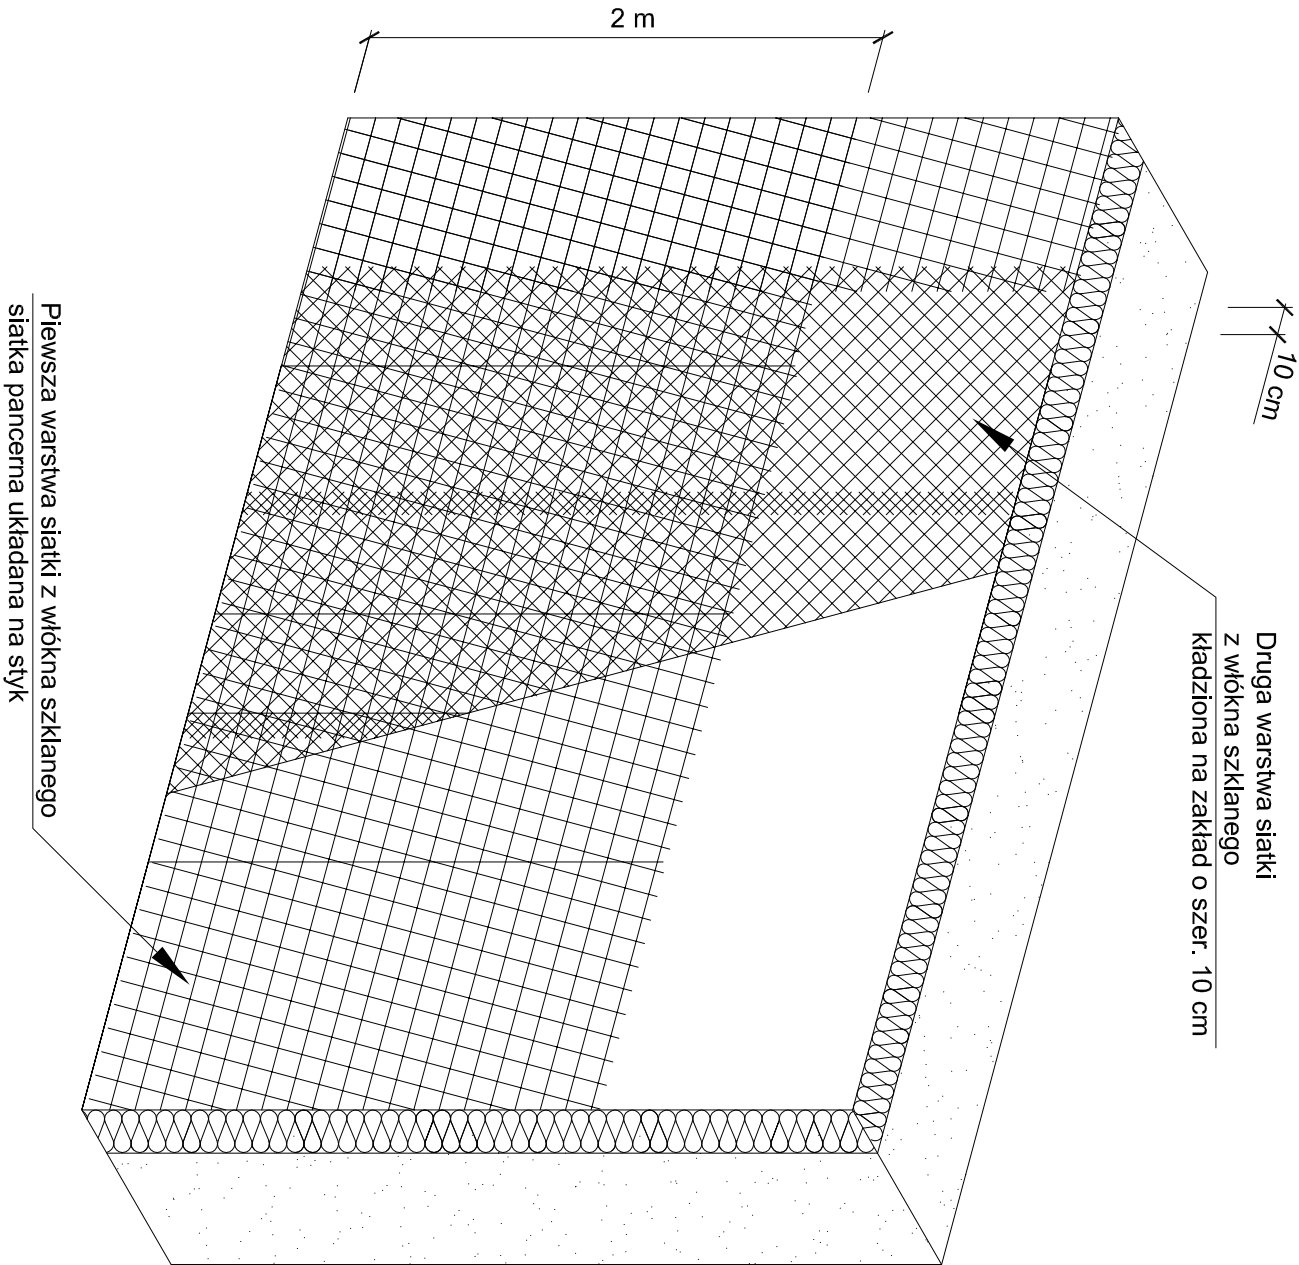 2 m
10 cm
Druga warstwa siatki
z włókna szklanego
kładziona na zakład o szer. 10 cm
Piewsza warstwa siatki z włókna szklanego
siatka pancerna układana na styk